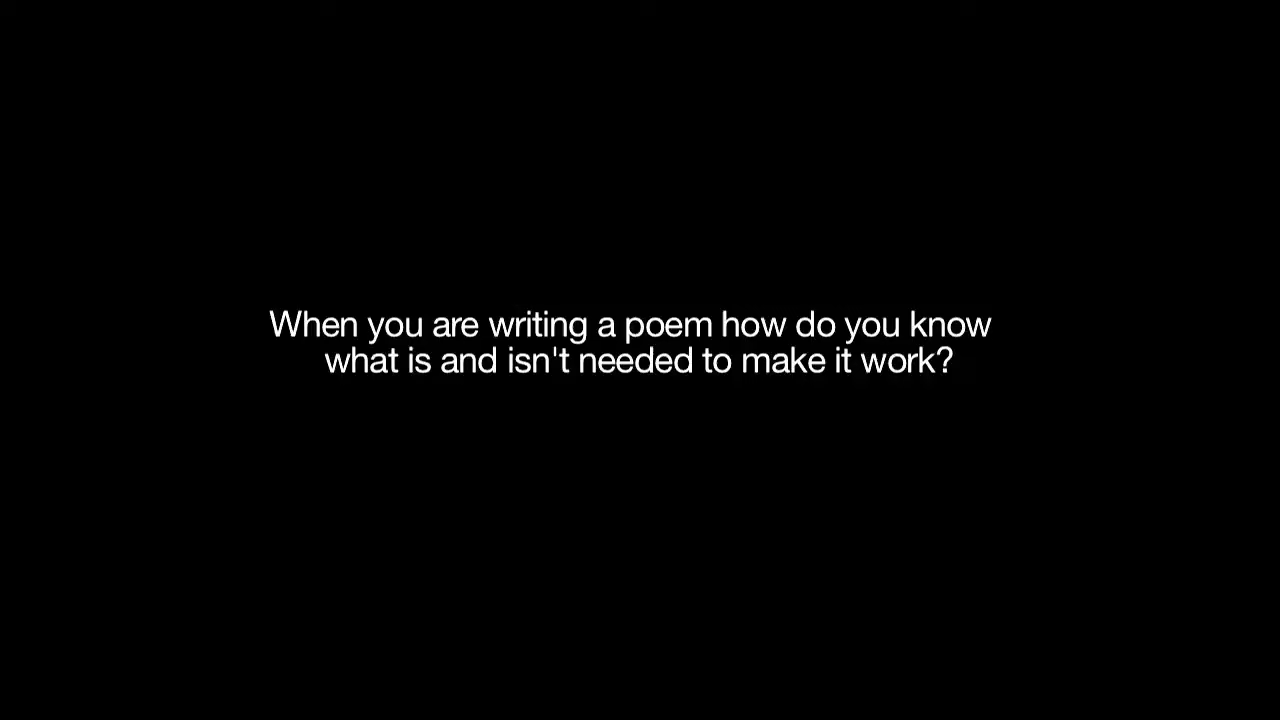 When you are writing a poem how do you know
what is and isn't needed to make it work?